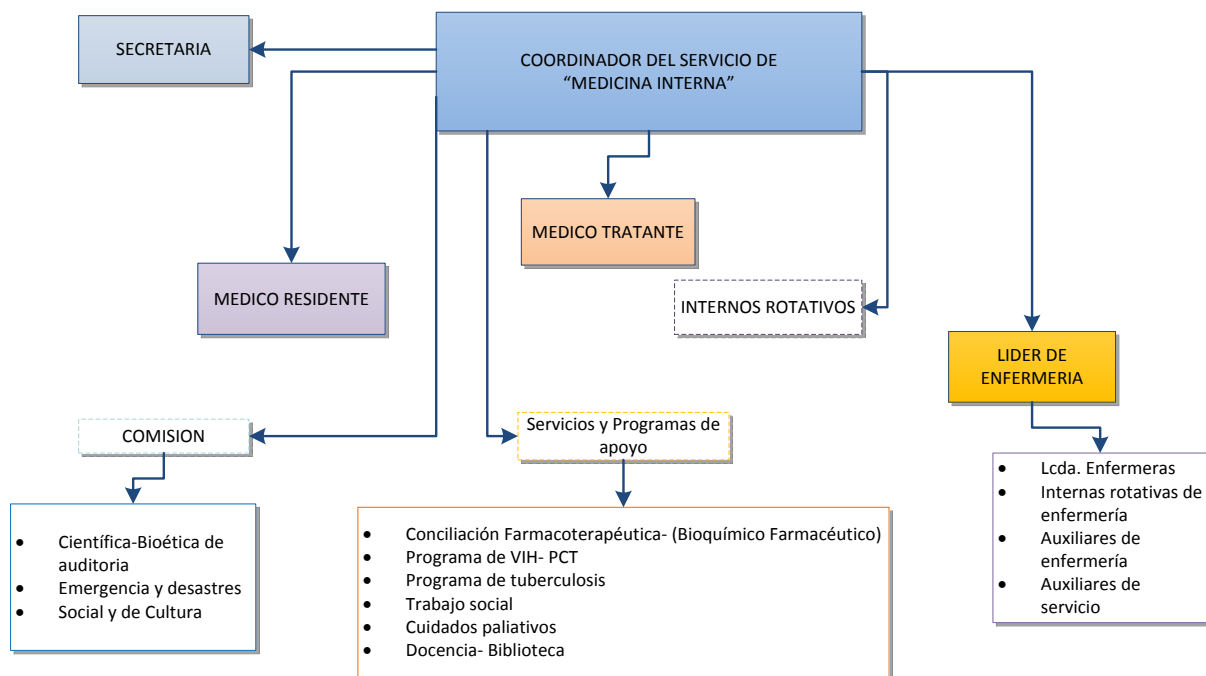 SECRETARIA
COORDINADOR DEL SERVICIO DE
“MEDICINA INTERNA”
MEDICO TRATANTE
MEDICO RESIDENTE
INTERNOS ROTATIVOS
LIDER DE
ENFERMERIA
COMISION
Servicios y Programas de
apoyo
• Científica-Bioética de
auditoria
• Emergencia y desastres
• Social y de Cultura
• Conciliación Farmacoterapéutica- (Bioquímico Farmacéutico)
• Programa de VIH- PCT
• Programa de tuberculosis
• Trabajo social
• Cuidados paliativos
• Docencia- Biblioteca
• Lcda. Enfermeras
• Internas rotativas de
enfermería
• Auxiliares de
enfermería
• Auxiliares de
servicio